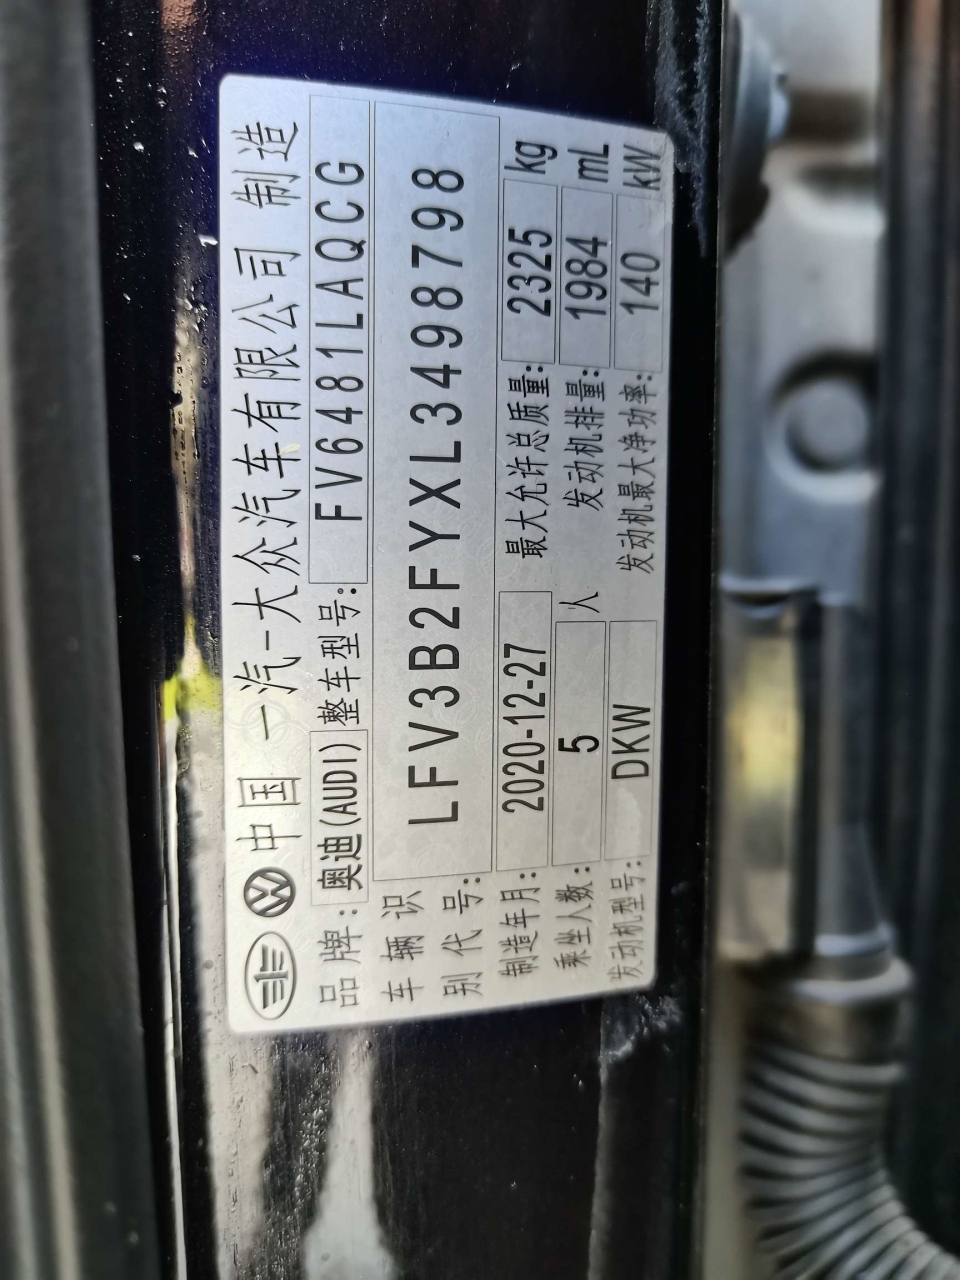 中国 一汽-大众汽车有限公司 制造
品牌: 奥迪(AUDI) 整车型号: FV6481LAQCG
车辆识别代号: LFV3B2FYXL3498798
制造年月: 2020-12-27 最大允许总质量: 2325 kg
乘坐人数: 5 人 发动机排量: 1984 mL
发动机型号: DKW 发动机最大净功率: 140 kW